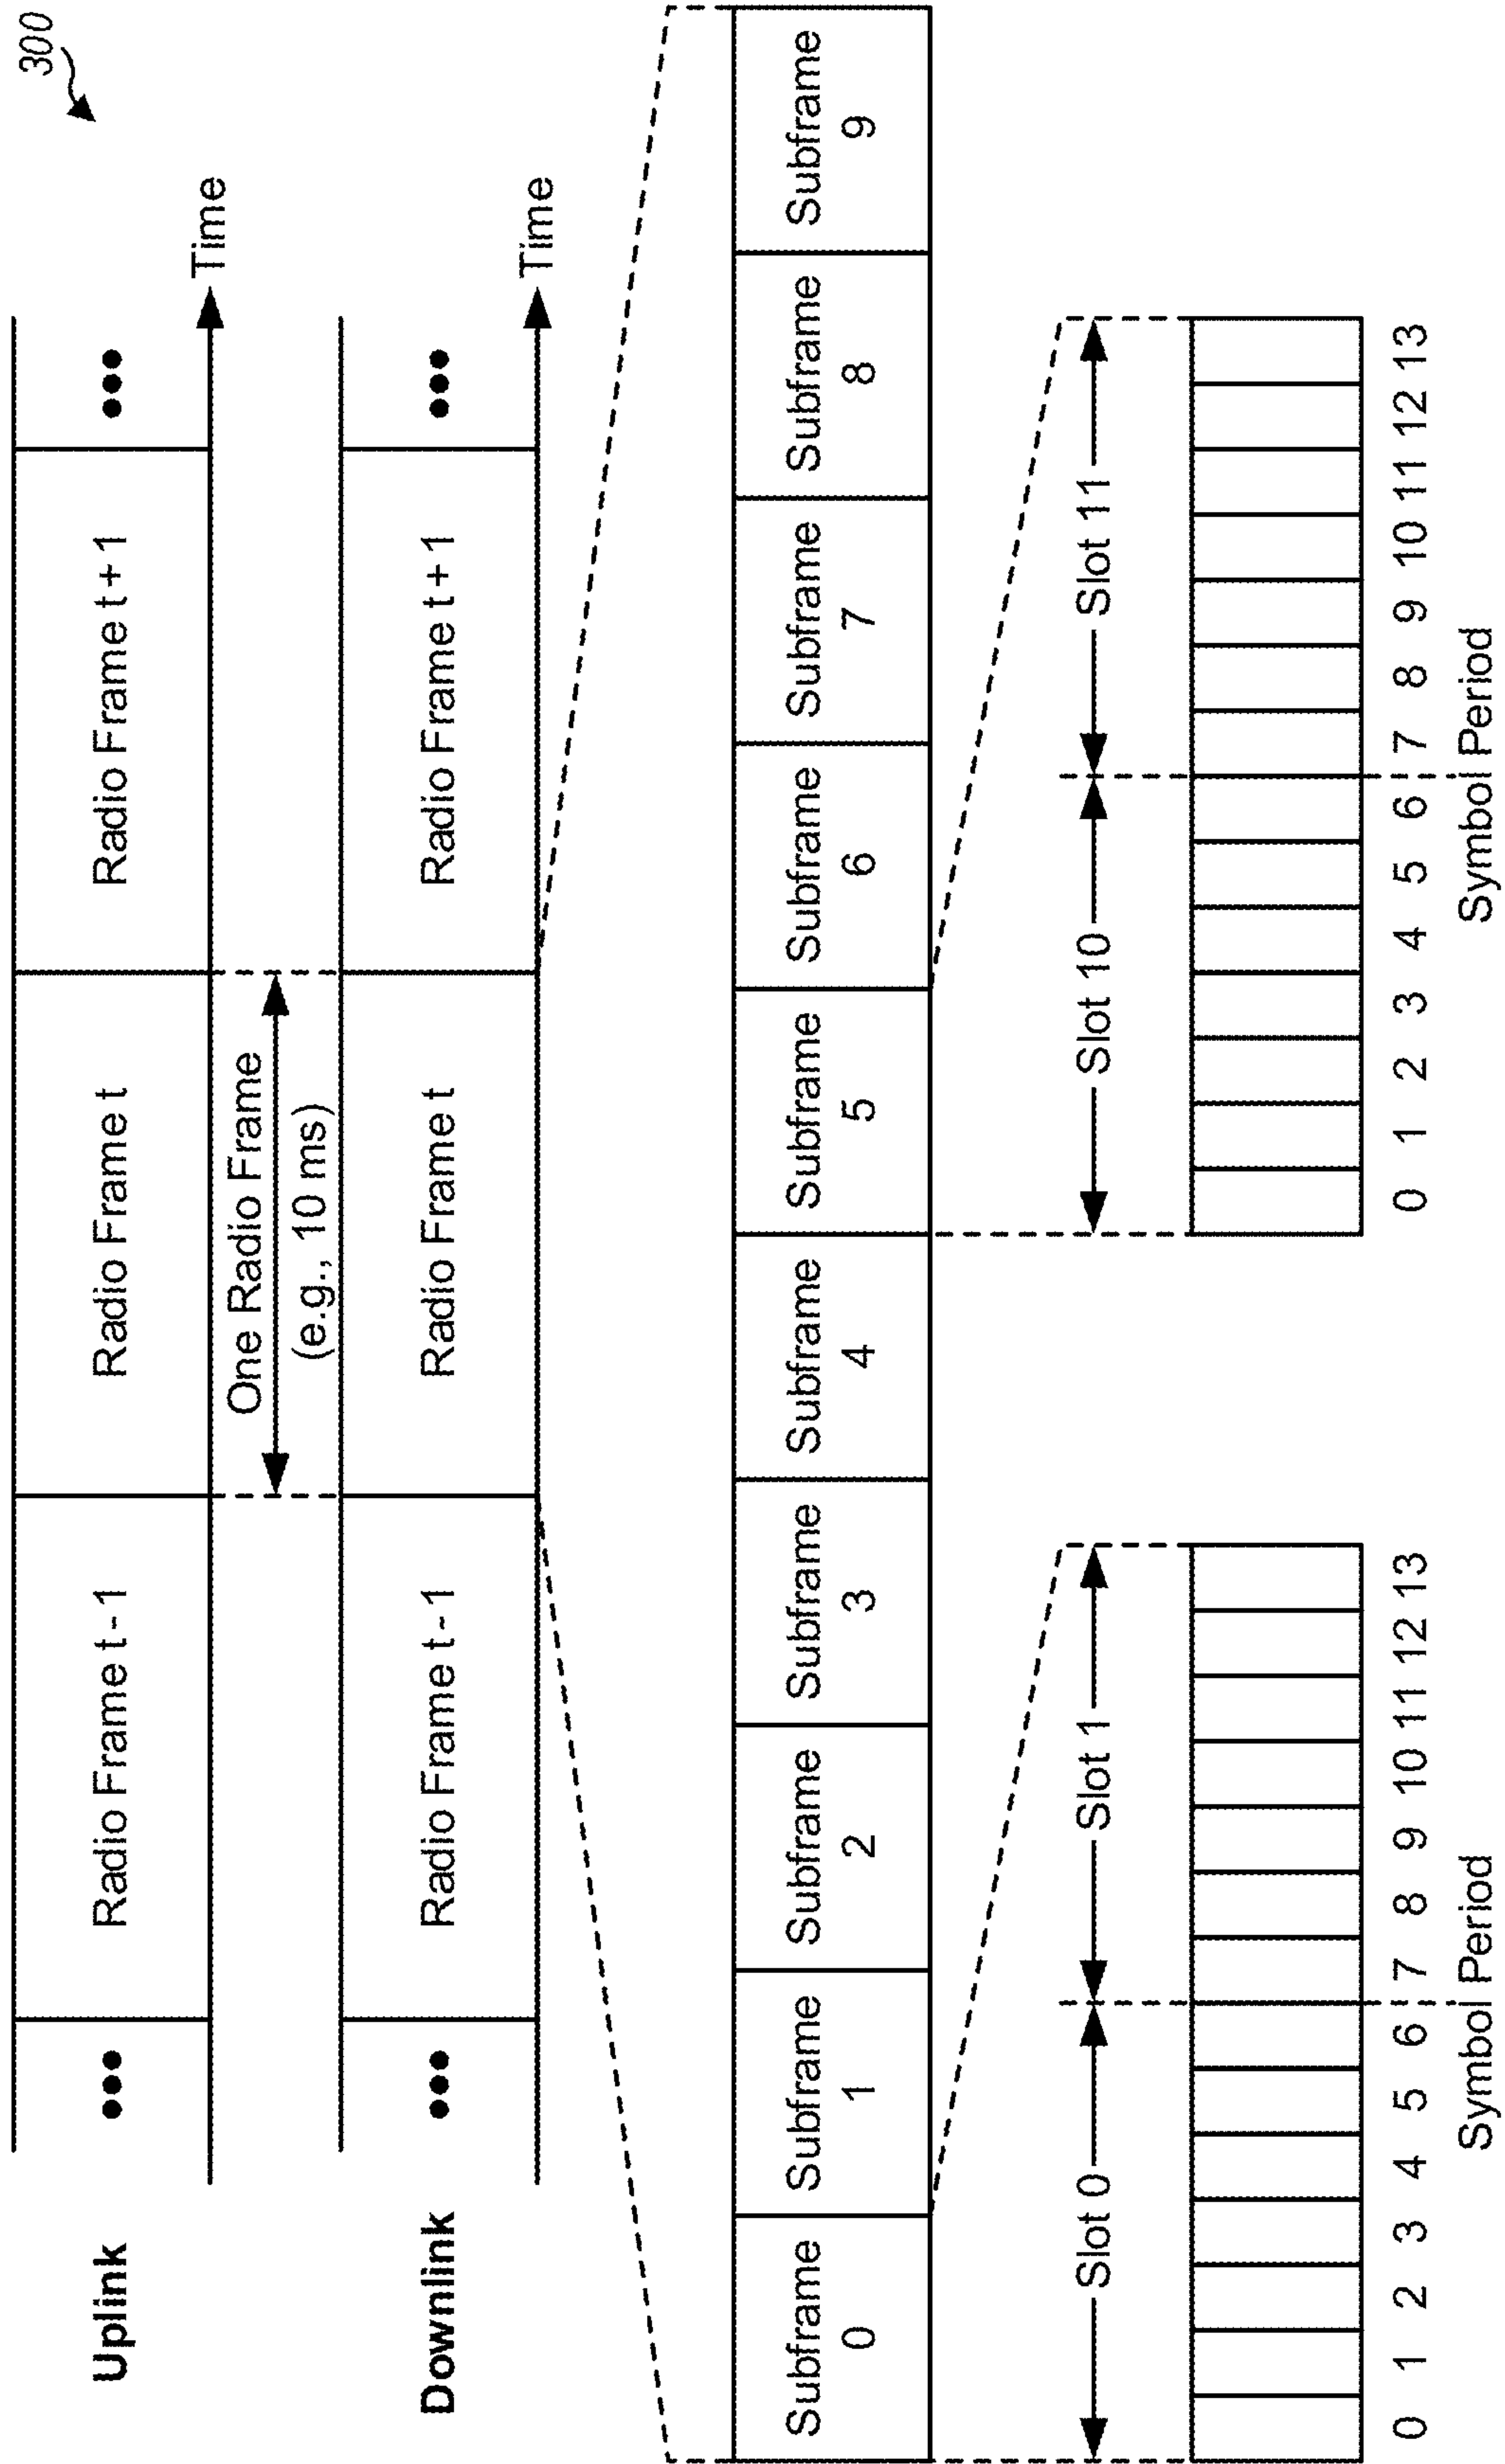 300
Uplink
••• Radio Frame t-1 Radio Frame t Radio Frame t+1 •••
Time
One Radio Frame
(e.g., 10 ms)
Downlink
••• Radio Frame t-1 Radio Frame t Radio Frame t+1 •••
Time
Subframe Subframe Subframe Subframe Subframe Subframe Subframe Subframe Subframe Subframe
0 1 2 3 4 5 6 7 8 9
Slot 0 Slot 1 Slot 10 Slot 11
0 1 2 3 4 5 6 7 8 9 10 11 12 13
Symbol Period
0 1 2 3 4 5 6 7 8 9 10 11 12 13
Symbol Period